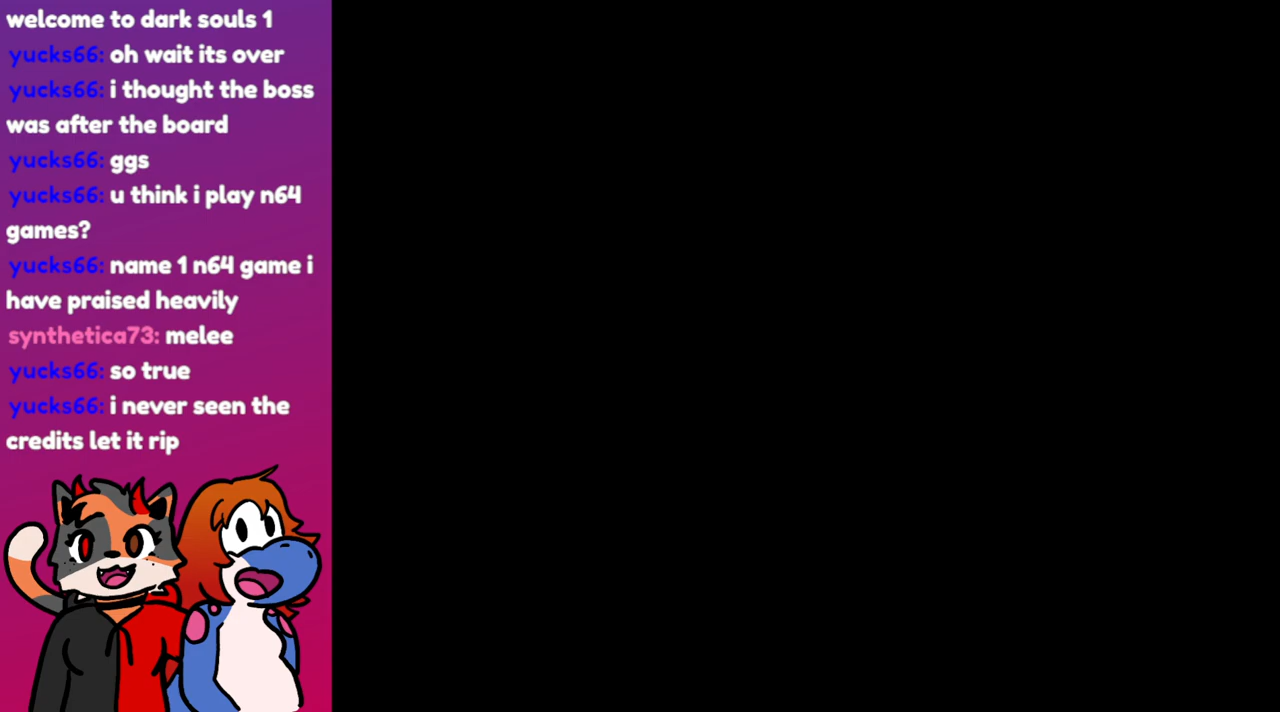 welcome to dark souls 1
yucks66: oh wait its over
yucks66: i thought the boss
was after the board
yucks66: ggs
yucks66: u think i play n64
games?
yucks66: name 1 n64 game i
have praised heavily
synthetica73: melee
yucks66: so true
yucks66: i never seen the
credits let it rip